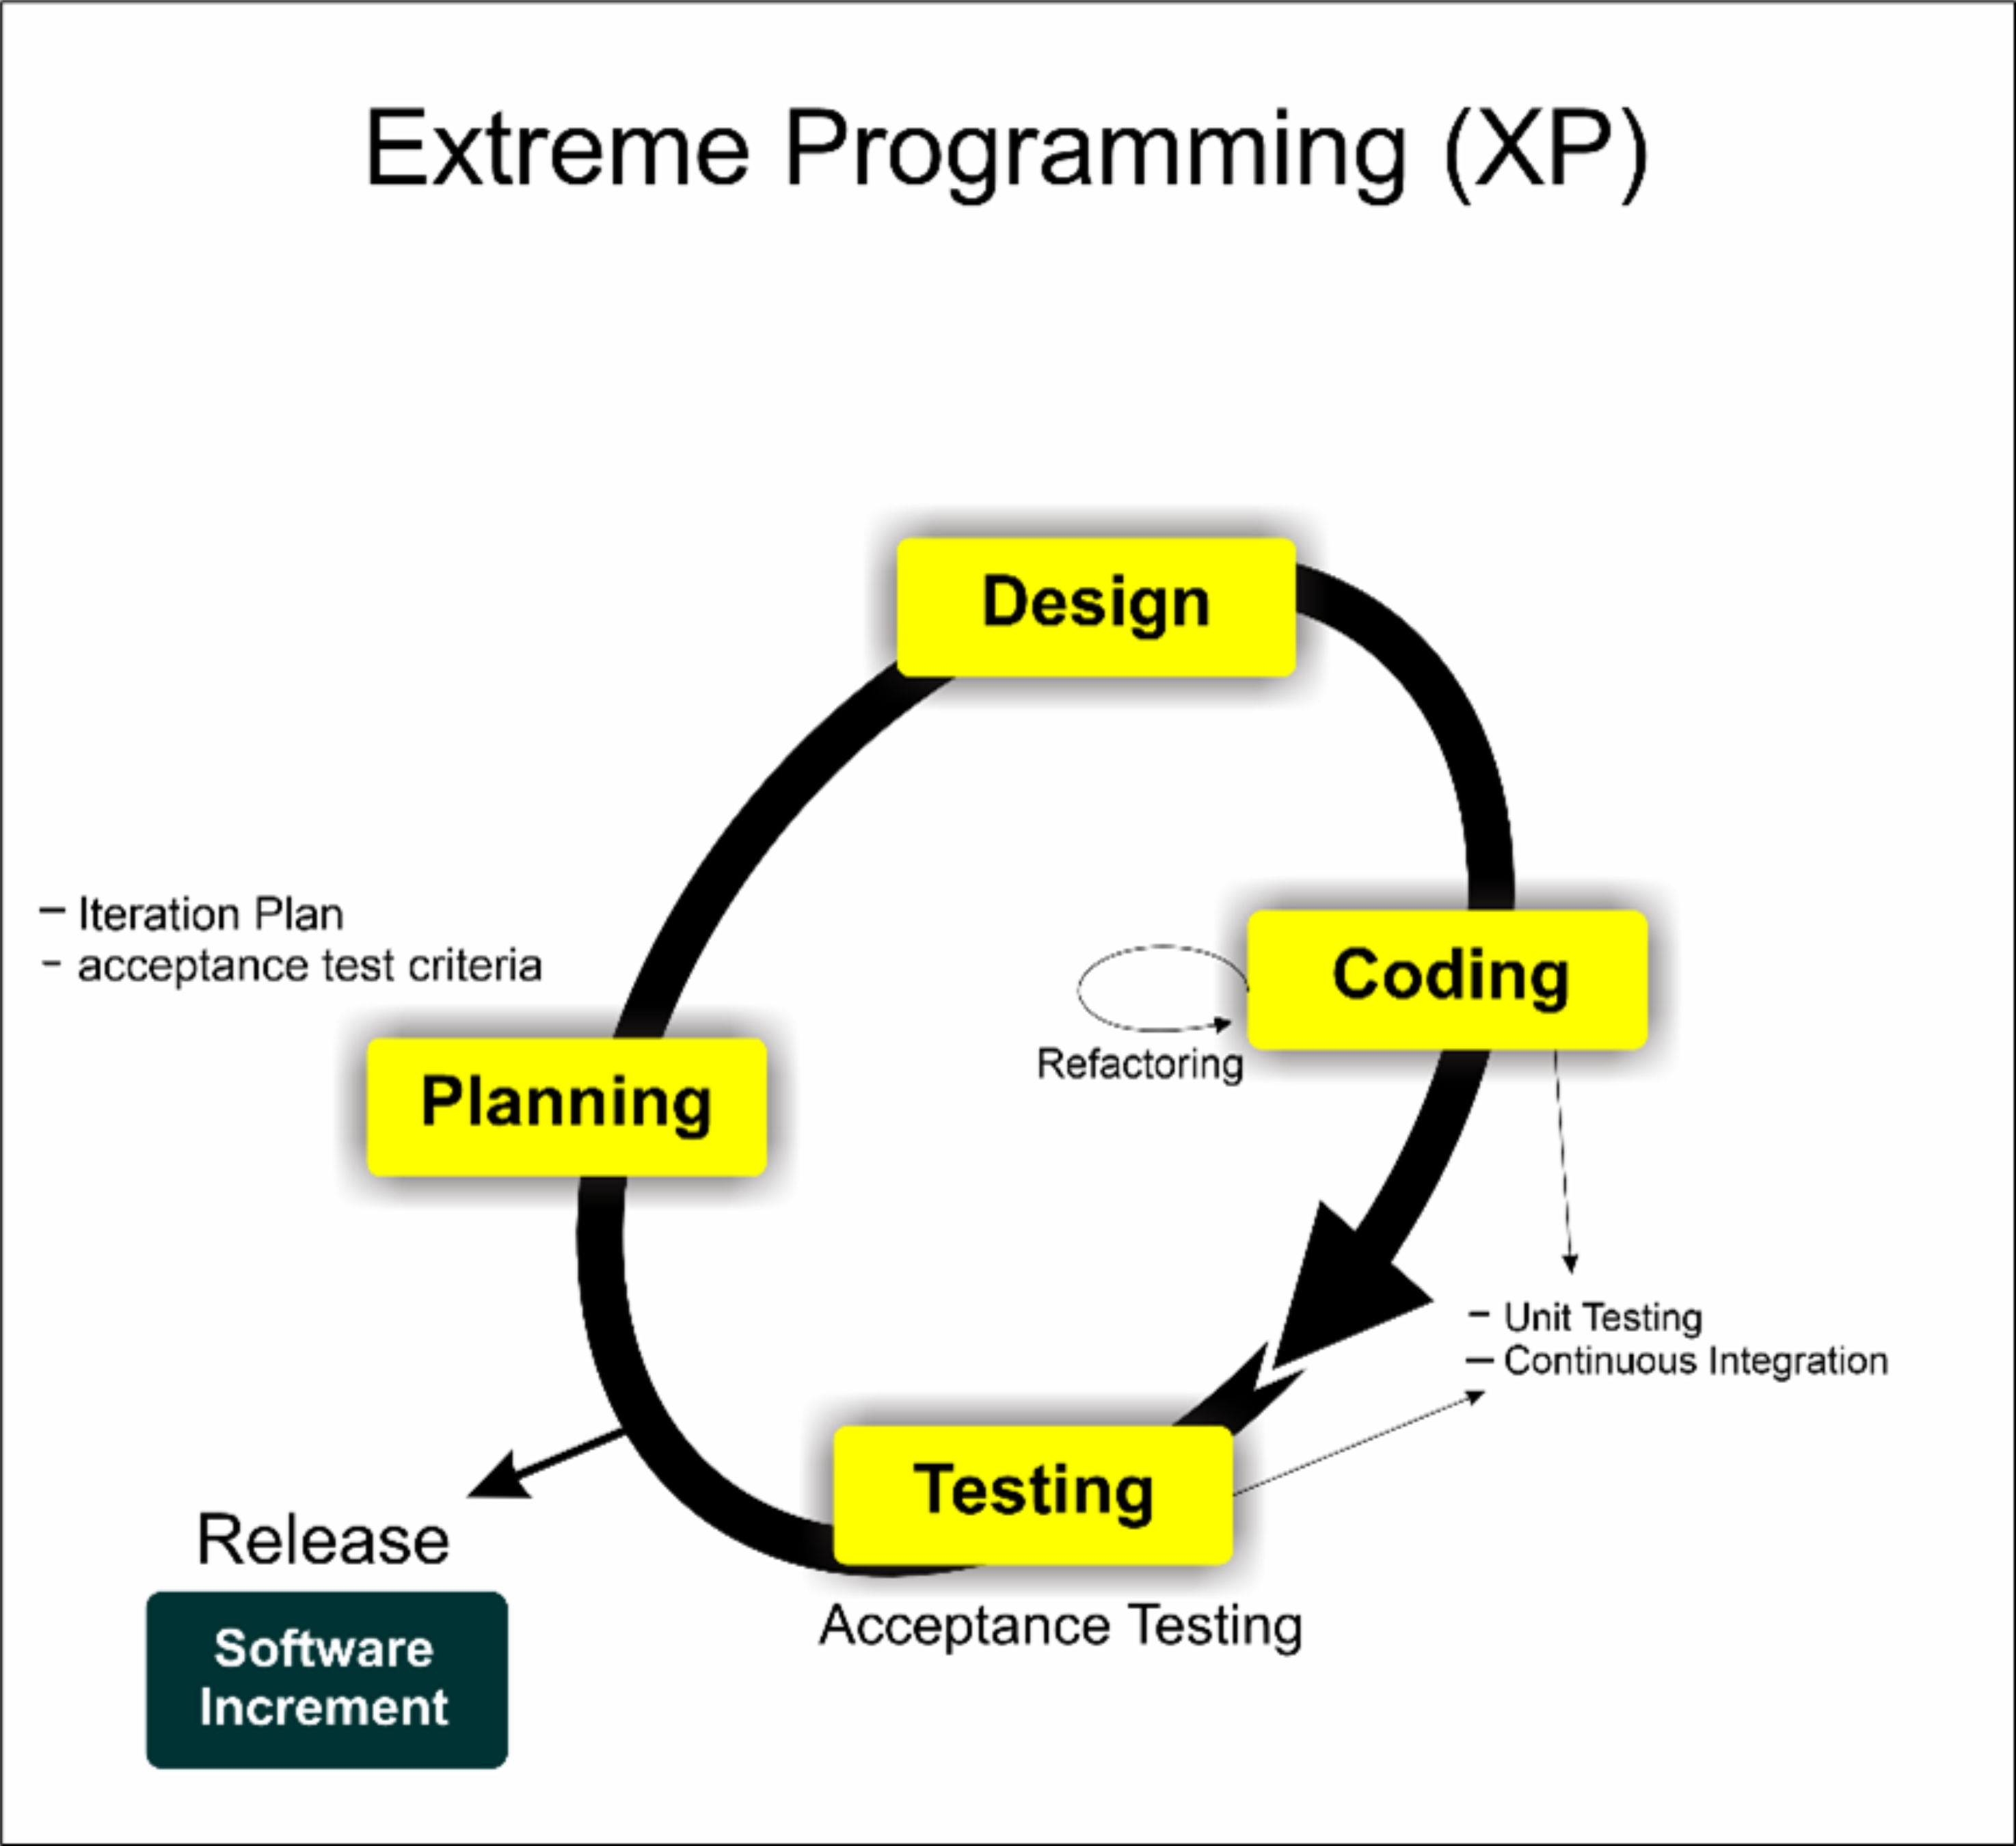 Extreme Programming (XP)
Design
– Iteration Plan
- acceptance test criteria
Coding
Refactoring
Planning
– Unit Testing
– Continuous Integration
Testing
Release
Acceptance Testing
Software
Increment